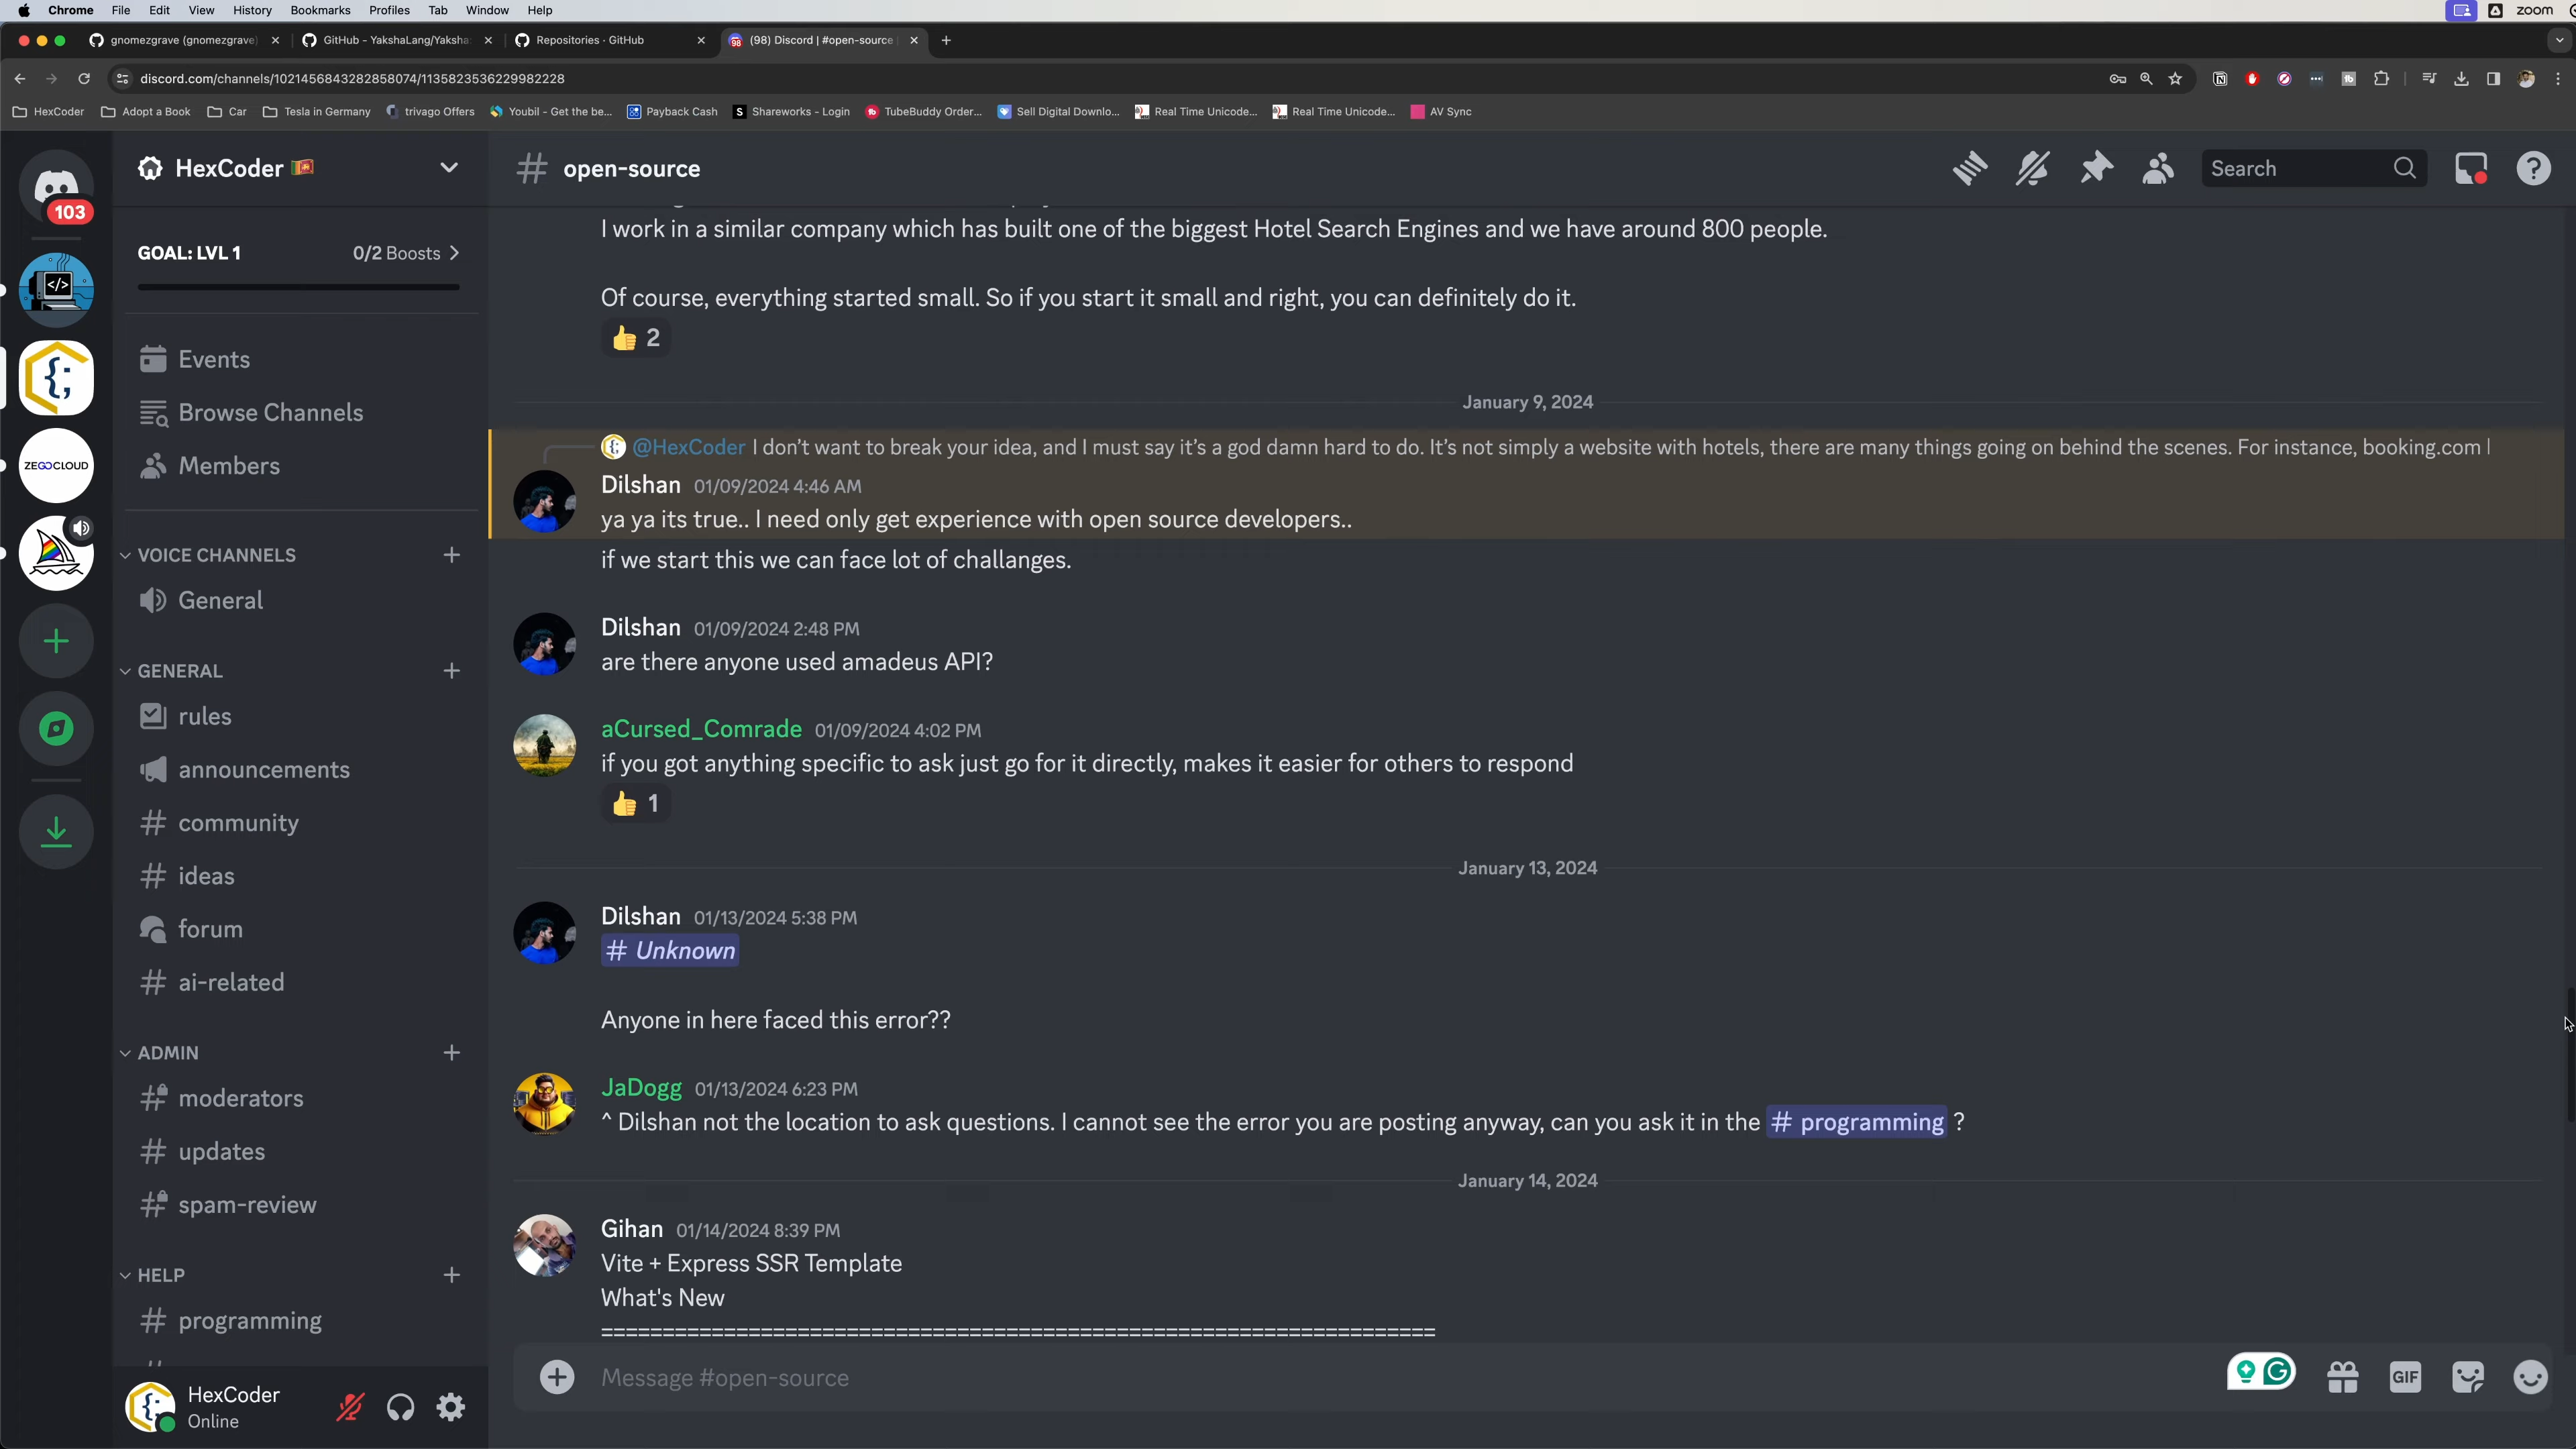 Chrome File Edit View History Bookmarks Profiles Tab Window Help zoom
gnomezgrave (gnomezgrave) GitHub - YakshaLang/Yaksha: Repositories · GitHub (98) Discord | #open-source
discord.com/channels/1021456843282858074/1135823536229982228
HexCoder Adopt a Book Car Tesla in Germany trivago Offers Youbil - Get the be... Payback Cash Shareworks - Login TubeBuddy Order... Sell Digital Downlo... Real Time Unicode... Real Time Unicode... AV Sync
103
ZEGOCLOUD
HexCoder 🇱🇰
GOAL: LVL 1 0/2 Boosts
Events
Browse Channels
Members
VOICE CHANNELS
General
GENERAL
rules
announcements
community
ideas
forum
ai-related
ADMIN
moderators
updates
spam-review
HELP
programming
HexCoder
Online
# open-source
Search
I work in a similar company which has built one of the biggest Hotel Search Engines and we have around 800 people.
Of course, everything started small. So if you start it small and right, you can definitely do it.
👍 2
January 9, 2024
@HexCoder I don’t want to break your idea, and I must say it’s a god damn hard to do. It’s not simply a website with hotels, there are many things going on behind the scenes. For instance, booking.com
Dilshan 01/09/2024 4:46 AM
ya ya its true.. I need only get experience with open source developers..
if we start this we can face lot of challanges.
Dilshan 01/09/2024 2:48 PM
are there anyone used amadeus API?
aCursed_Comrade 01/09/2024 4:02 PM
if you got anything specific to ask just go for it directly, makes it easier for others to respond
👍 1
January 13, 2024
Dilshan 01/13/2024 5:38 PM
# Unknown
Anyone in here faced this error??
JaDogg 01/13/2024 6:23 PM
^ Dilshan not the location to ask questions. I cannot see the error you are posting anyway, can you ask it in the # programming ?
January 14, 2024
Gihan 01/14/2024 8:39 PM
Vite + Express SSR Template
What's New
====================================================================
Message #open-source
GIF